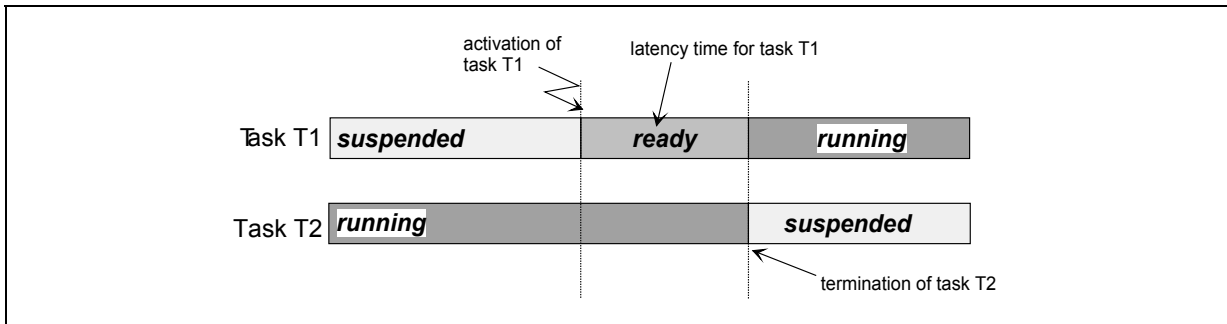 activation of
task T1
latency time for task T1
Task T1
suspended
ready
running
Task T2
running
suspended
termination of task T2